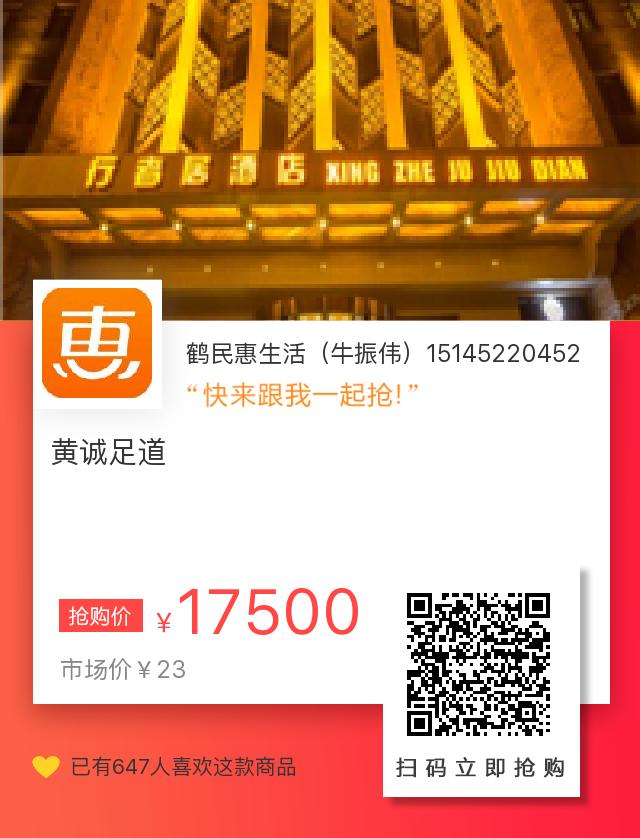 行者居酒店 XING ZHE JU JIU DIAN
惠
鹤民惠生活（牛振伟）15145220452
“快来跟我一起抢!”
黄诚足道
抢购价 ¥17500
市场价¥23
已有647人喜欢这款商品
扫码立即抢购